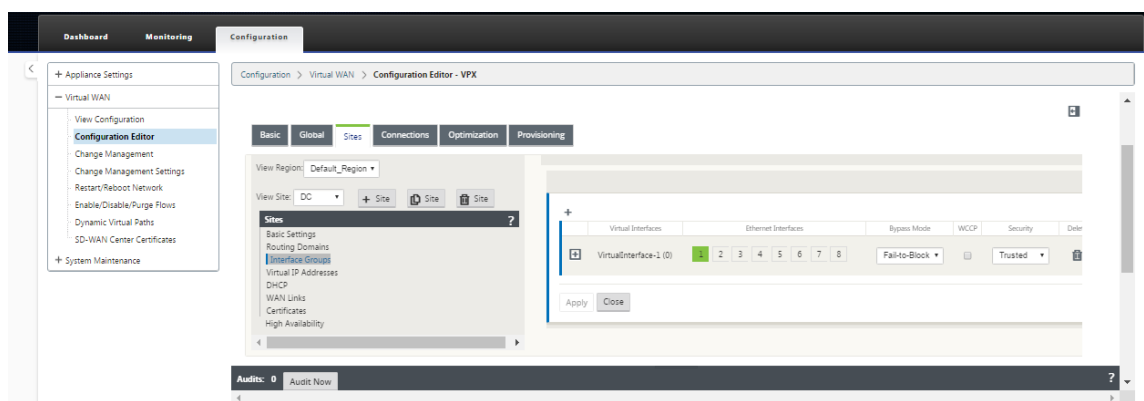 Dashboard Monitoring Configuration
+ Appliance Settings
− Virtual WAN
View Configuration
Configuration Editor
Change Management
Change Management Settings
Restart/Reboot Network
Enable/Disable/Purge Flows
Dynamic Virtual Paths
SD-WAN Center Certificates
+ System Maintenance
Configuration > Virtual WAN > Configuration Editor - VPX
Basic Global Sites Connections Optimization Provisioning
View Region: Default_Region
View Site: DC + Site Site Site
Sites ?
Basic Settings
Routing Domains
Interface Groups
Virtual IP Addresses
DHCP
WAN Links
Certificates
High Availability
+
Virtual Interfaces Ethernet Interfaces Bypass Mode WCCP Security Dele
+ VirtualInterface-1 (0) 1 2 3 4 5 6 7 8 Fail-to-Block Trusted
Apply Close
Audits: 0 Audit Now ?